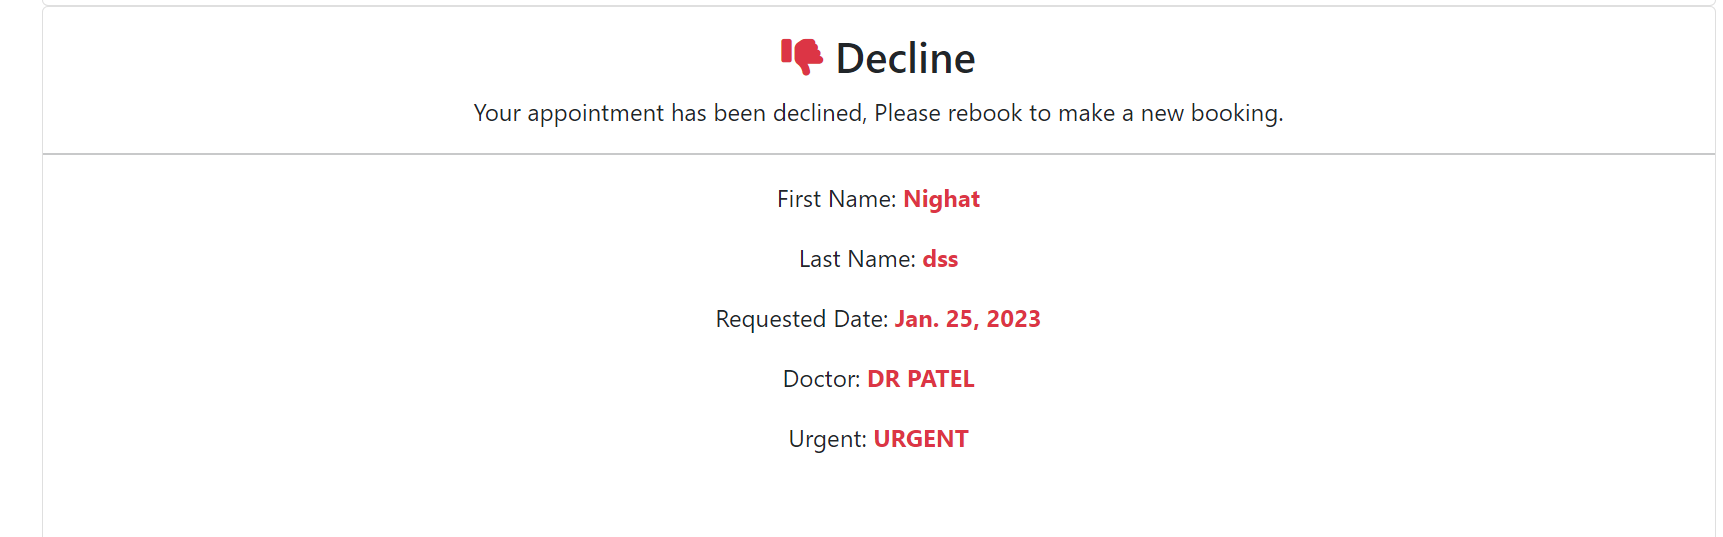 Decline
Your appointment has been declined, Please rebook to make a new booking.
First Name: Nighat
Last Name: dss
Requested Date: Jan. 25, 2023
Doctor: DR PATEL
Urgent: URGENT